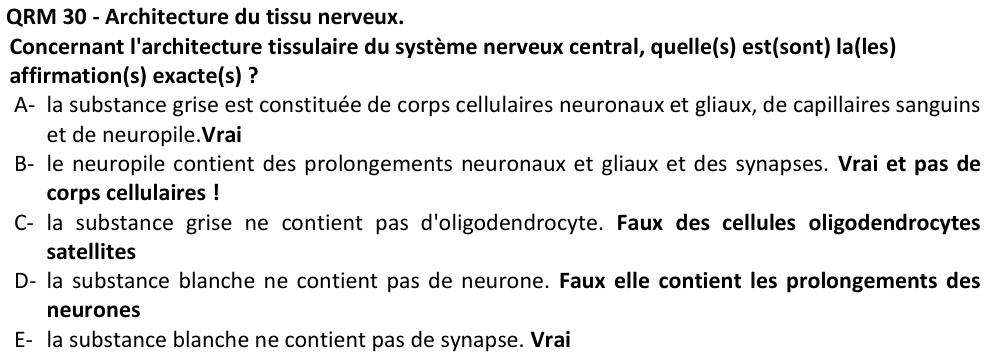 QRM 30 - Architecture du tissu nerveux.
Concernant l'architecture tissulaire du système nerveux central, quelle(s) est(sont) la(les)
affirmation(s) exacte(s) ?
A- la substance grise est constituée de corps cellulaires neuronaux et gliaux, de capillaires sanguins
et de neuropile.Vrai
B- le neuropile contient des prolongements neuronaux et gliaux et des synapses. Vrai et pas de
corps cellulaires !
C- la substance grise ne contient pas d'oligodendrocyte. Faux des cellules oligodendrocytes
satellites
D- la substance blanche ne contient pas de neurone. Faux elle contient les prolongements des
neurones
E- la substance blanche ne contient pas de synapse. Vrai